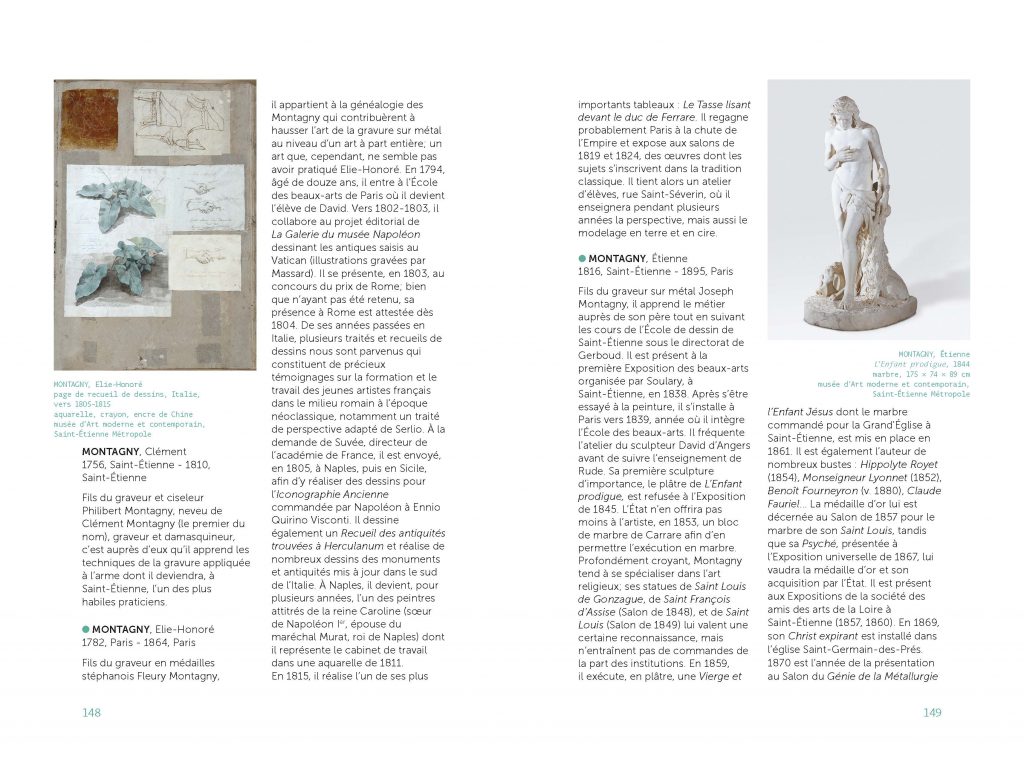 MONTAGNY, Elie-Honoré
page de recueil de dessins, Italie,
vers 1805-1815
aquarelle, crayon, encre de Chine
musée d'Art moderne et contemporain,
Saint-Étienne Métropole
MONTAGNY, Clément
1756, Saint-Étienne - 1810,
Saint-Étienne
Fils du graveur et ciseleur
Philibert Montagny, neveu de
Clément Montagny (le premier du
nom), graveur et damasquineur,
c'est auprès d'eux qu'il apprend les
techniques de la gravure appliquée
à l'arme dont il deviendra, à
Saint-Étienne, l'un des plus
habiles praticiens.
MONTAGNY, Elie-Honoré
1782, Paris - 1864, Paris
Fils du graveur en médailles
stéphanois Fleury Montagny,
il appartient à la généalogie des
Montagny qui contribuèrent à
hausser l'art de la gravure sur métal
au niveau d'un art à part entière; un
art que, cependant, ne semble pas
avoir pratiqué Elie-Honoré. En 1794,
âgé de douze ans, il entre à l'École
des beaux-arts de Paris où il devient
l'élève de David. Vers 1802-1803, il
collabore au projet éditorial de
La Galerie du musée Napoléon
dessinant les antiques saisis au
Vatican (illustrations gravées par
Massard). Il se présente, en 1803, au
concours du prix de Rome; bien
que n'ayant pas été retenu, sa
présence à Rome est attestée dès
1804. De ses années passées en
Italie, plusieurs traités et recueils de
dessins nous sont parvenus qui
constituent de précieux
témoignages sur la formation et le
travail des jeunes artistes français
dans le milieu romain à l'époque
néoclassique, notamment un traité
de perspective adapté de Serlio. À la
demande de Suvée, directeur de
l'académie de France, il est envoyé,
en 1805, à Naples, puis en Sicile,
afin d'y réaliser des dessins pour
l'Iconographie Ancienne
commandée par Napoléon à Ennio
Quirino Visconti. Il dessine
également un Recueil des antiquités
trouvées à Herculanum et réalise de
nombreux dessins des monuments
et antiquités mis à jour dans le sud
de l'Italie. À Naples, il devient, pour
plusieurs années, l'un des peintres
attitrés de la reine Caroline (sœur
de Napoléon Ier, épouse du
maréchal Murat, roi de Naples) dont
il représente le cabinet de travail
dans une aquarelle de 1811.
En 1815, il réalise l'un de ses plus
148
importants tableaux : Le Tasse lisant
devant le duc de Ferrare. Il regagne
probablement Paris à la chute de
l'Empire et expose aux salons de
1819 et 1824, des œuvres dont les
sujets s'inscrivent dans la tradition
classique. Il tient alors un atelier
d'élèves, rue Saint-Séverin, où il
enseignera pendant plusieurs
années la perspective, mais aussi le
modelage en terre et en cire.
MONTAGNY, Étienne
1816, Saint-Étienne - 1895, Paris
Fils du graveur sur métal Joseph
Montagny, il apprend le métier
auprès de son père tout en suivant
les cours de l'École de dessin de
Saint-Étienne sous le directorat de
Gerboud. Il est présent à la
première Exposition des beaux-arts
organisée par Soulary, à
Saint-Étienne, en 1838. Après s'être
essayé à la peinture, il s'installe à
Paris vers 1839, année où il intègre
l'École des beaux-arts. Il fréquente
l'atelier du sculpteur David d'Angers
avant de suivre l'enseignement de
Rude. Sa première sculpture
d'importance, le plâtre de L'Enfant
prodigue, est refusée à l'Exposition
de 1845. L'État n'en offrira pas
moins à l'artiste, en 1853, un bloc
de marbre de Carrare afin d'en
permettre l'exécution en marbre.
Profondément croyant, Montagny
tend à se spécialiser dans l'art
religieux; ses statues de Saint Louis
de Gonzague, de Saint François
d'Assise (Salon de 1848), et de Saint
Louis (Salon de 1849) lui valent une
certaine reconnaissance, mais
n'entraînent pas de commandes de
la part des institutions. En 1859,
il exécute, en plâtre, une Vierge et
MONTAGNY, Étienne
L'Enfant prodigue, 1844
marbre, 175 × 74 × 89 cm
musée d'Art moderne et contemporain,
Saint-Étienne Métropole
l'Enfant Jésus dont le marbre
commandé pour la Grand'Église à
Saint-Étienne, est mis en place en
1861. Il est également l'auteur de
nombreux bustes : Hippolyte Royet
(1854), Monseigneur Lyonnet (1852),
Benoît Fourneyron (v. 1880), Claude
Fauriel... La médaille d'or lui est
décernée au Salon de 1857 pour le
marbre de son Saint Louis, tandis
que sa Psyché, présentée à
l'Exposition universelle de 1867, lui
vaudra la médaille d'or et son
acquisition par l'État. Il est présent
aux Expositions de la société des
amis des arts de la Loire à
Saint-Étienne (1857, 1860). En 1869,
son Christ expirant est installé dans
l'église Saint-Germain-des-Prés.
1870 est l'année de la présentation
au Salon du Génie de la Métallurgie
149